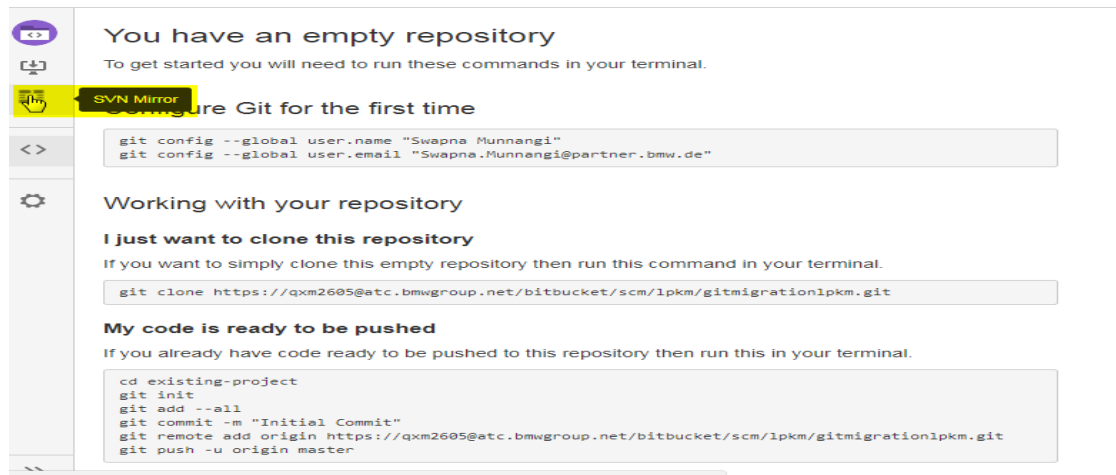 You have an empty repository
To get started you will need to run these commands in your terminal.
SVN Mirror
Configure Git for the first time
git config --global user.name "Swapna Munnangi"
git config --global user.email "Swapna.Munnangi@partner.bmw.de"
Working with your repository
I just want to clone this repository
If you want to simply clone this empty repository then run this command in your terminal.
git clone https://qxm2605@atc.bmwgroup.net/bitbucket/scm/lpkm/gitmigrationlpkm.git
My code is ready to be pushed
If you already have code ready to be pushed to this repository then run this in your terminal.
cd existing-project
git init
git add --all
git commit -m "Initial Commit"
git remote add origin https://qxm2605@atc.bmwgroup.net/bitbucket/scm/lpkm/gitmigrationlpkm.git
git push -u origin master